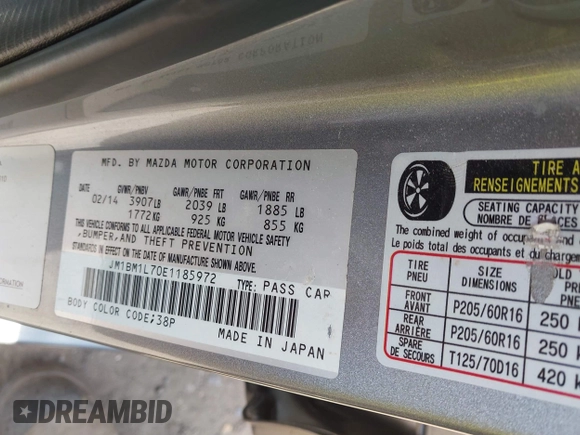 MFD. BY MAZDA MOTOR CORPORATION
GVWR/PNBV GAWR/PNBE FRT GAWR/PNBE RR
02/14 3907LB 2039 LB 1885 LB
1772KG 925 KG 855 KG
THIS VEHICLE CONFORMS TO ALL APPLICABLE FEDERAL MOTOR VEHICLE SAFETY
,BUMPER,AND THEFT PREVENTION
STANDARDS IN EFFECT ON THE DATE OF MANUFACTURE SHOWN ABOVE.
JM1BM1L70E1185972 TYPE: PASS CAR
BODY COLOR CODE;38P
MADE IN JAPAN
TIRE A
RENSEIGNEMENTS
SEATING CAPACITY
NOMBRE DE PLACES
The combined weight of occupants and
Le poids total des occupants et du
TIRE
PNEU
SIZE
DIMENSIONS
COLD
FRONT
AVANT
P205/60R16
250
REAR
ARRIÈRE
P205/60R16
250
SPARE
DE SECOURS
T125/70D16
420
DREAMBID